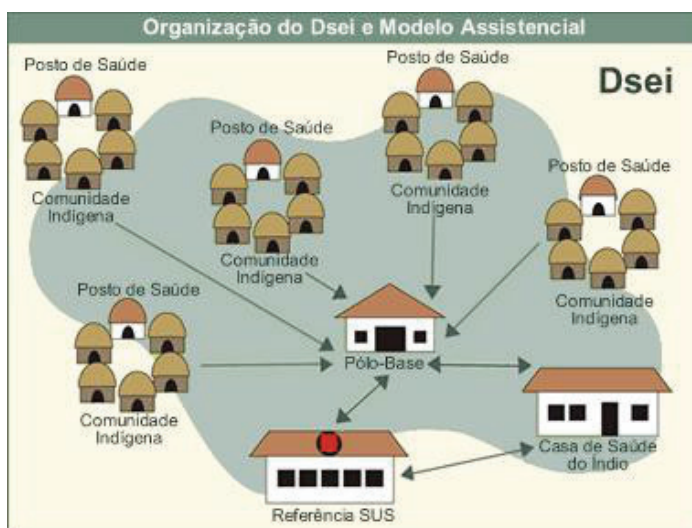 Organização do Dsei e Modelo Assistencial
Dsei
Posto de Saúde
Comunidade
Indígena
Posto de Saúde
Comunidade
Indígena
Posto de Saúde
Comunidade
Indígena
Posto de Saúde
Comunidade
Indígena
Posto de Saúde
Comunidade
Indígena
Pólo-Base
Casa de Saúde
do Índio
Referência SUS